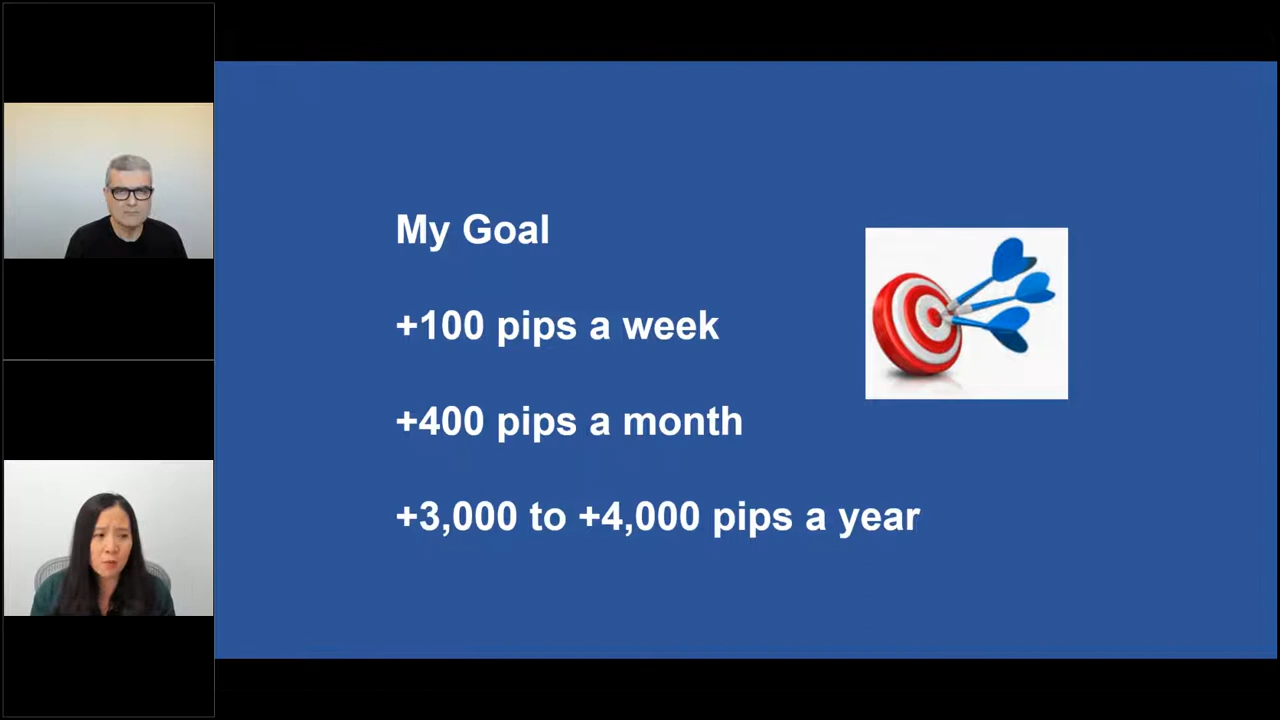 My Goal
+100 pips a week
+400 pips a month
+3,000 to +4,000 pips a year